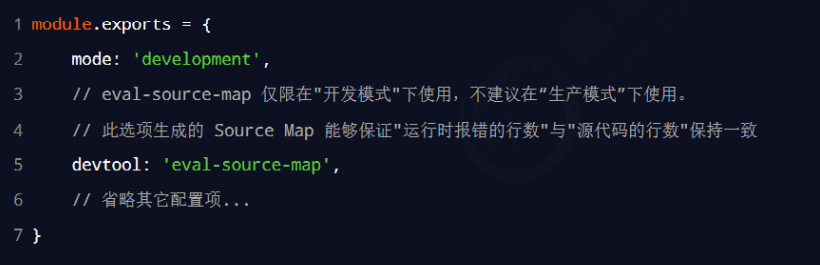 1 module.exports = {
2 mode: 'development',
3 // eval-source-map 仅限在"开发模式"下使用，不建议在“生产模式”下使用。
4 // 此选项生成的 Source Map 能够保证"运行时报错的行数"与"源代码的行数"保持一致
5 devtool: 'eval-source-map',
6 // 省略其它配置项...
7 }